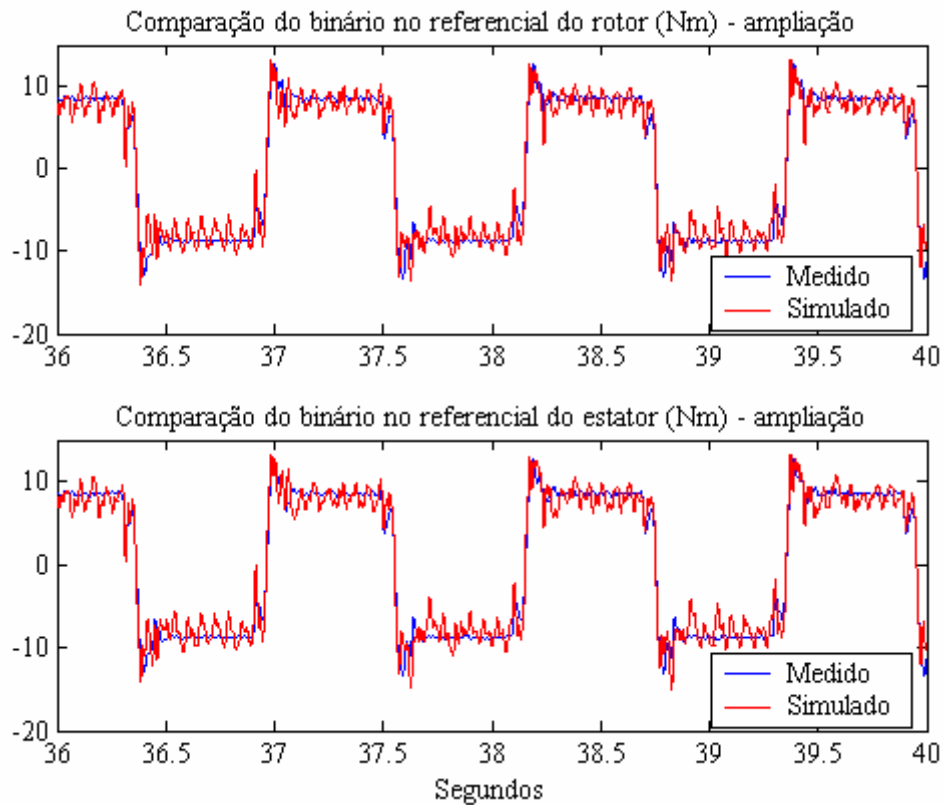 Comparação do binário no referencial do rotor (Nm) - ampliação
10
0
-10
-20
Medido
Simulado
36 36.5 37 37.5 38 38.5 39 39.5 40
Comparação do binário no referencial do estator (Nm) - ampliação
10
0
-10
-20
Medido
Simulado
36 36.5 37 37.5 38 38.5 39 39.5 40
Segundos